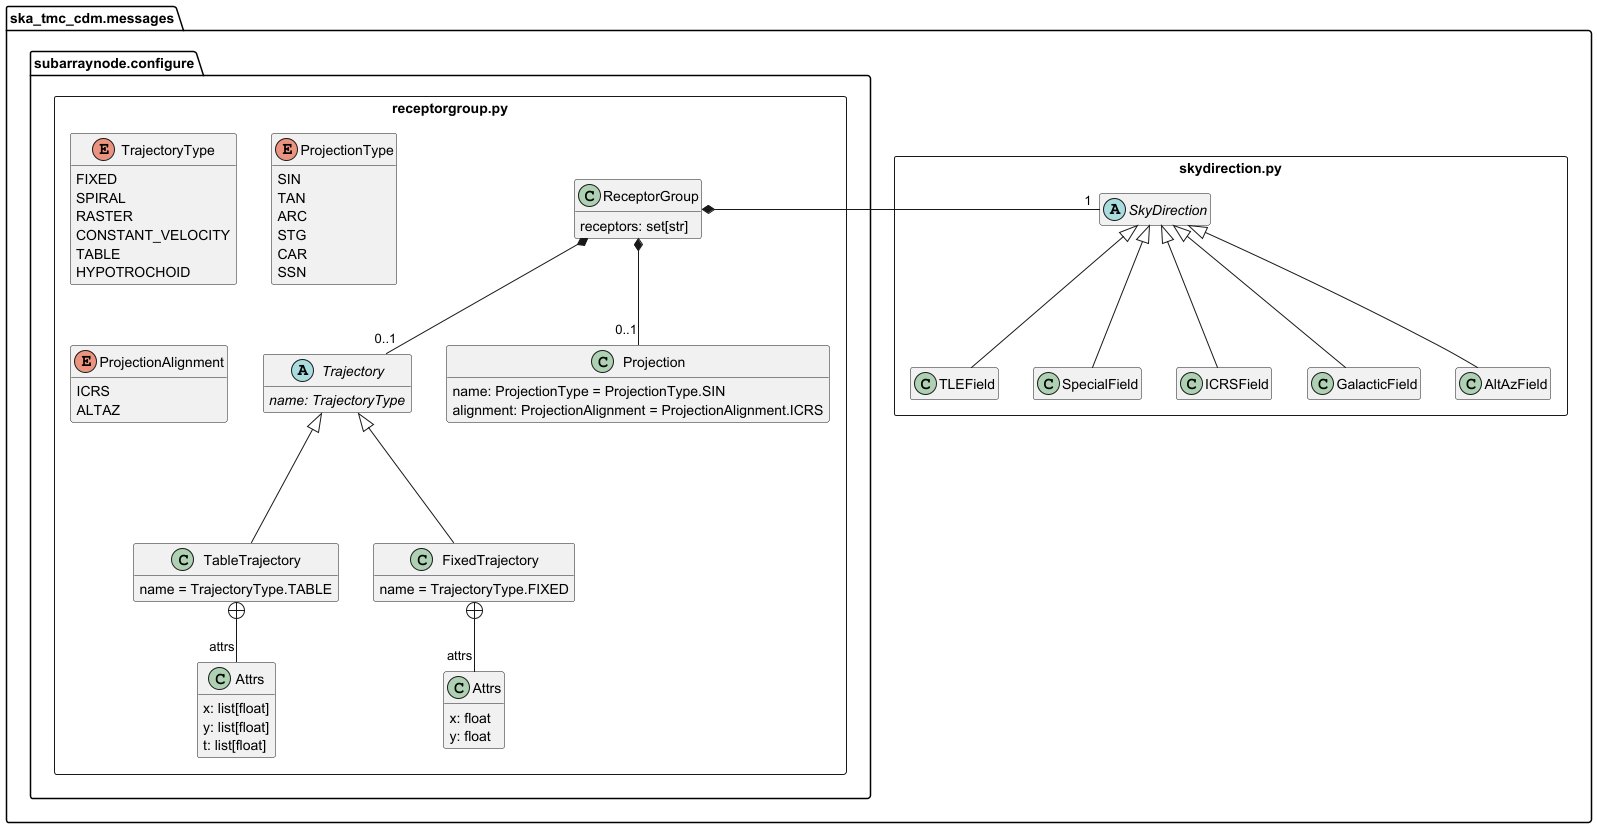 ska_tmc_cdm.messages
subarraynode.configure
receptorgroup.py
E TrajectoryType
FIXED
SPIRAL
RASTER
CONSTANT_VELOCITY
TABLE
HYPOTROCHOID
E ProjectionType
SIN
TAN
ARC
STG
CAR
SSN
C ReceptorGroup
receptors: set[str]
0..1
0..1
E ProjectionAlignment
ICRS
ALTAZ
A Trajectory
name: TrajectoryType
C Projection
name: ProjectionType = ProjectionType.SIN
alignment: ProjectionAlignment = ProjectionAlignment.ICRS
C TableTrajectory
name = TrajectoryType.TABLE
C FixedTrajectory
name = TrajectoryType.FIXED
attrs
attrs
C Attrs
x: list[float]
y: list[float]
t: list[float]
C Attrs
x: float
y: float
skydirection.py
1
A SkyDirection
C TLEField
C SpecialField
C ICRSField
C GalacticField
C AltAzField